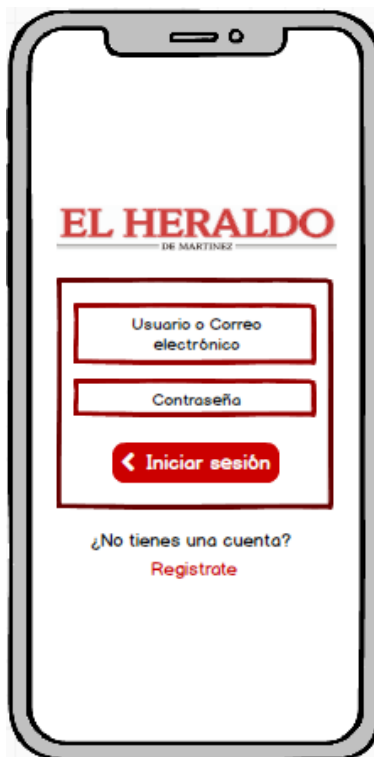 EL HERALDO
DE MARTINEZ
Usuario o Correo
electrónico
Contraseña
Iniciar sesión
¿No tienes una cuenta?
Registrate